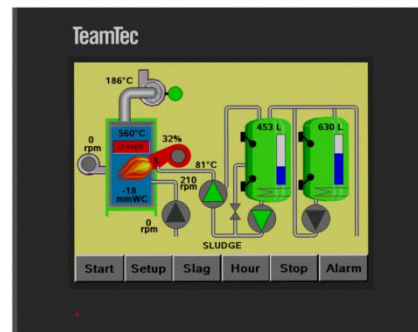 TeamTec
186°C
560°C
0
rpm
32%
5
81°C
210
rpm
-18
mmWC
0
rpm
453 L
630 L
SLUDGE
Start Setup Slag Hour Stop Alarm